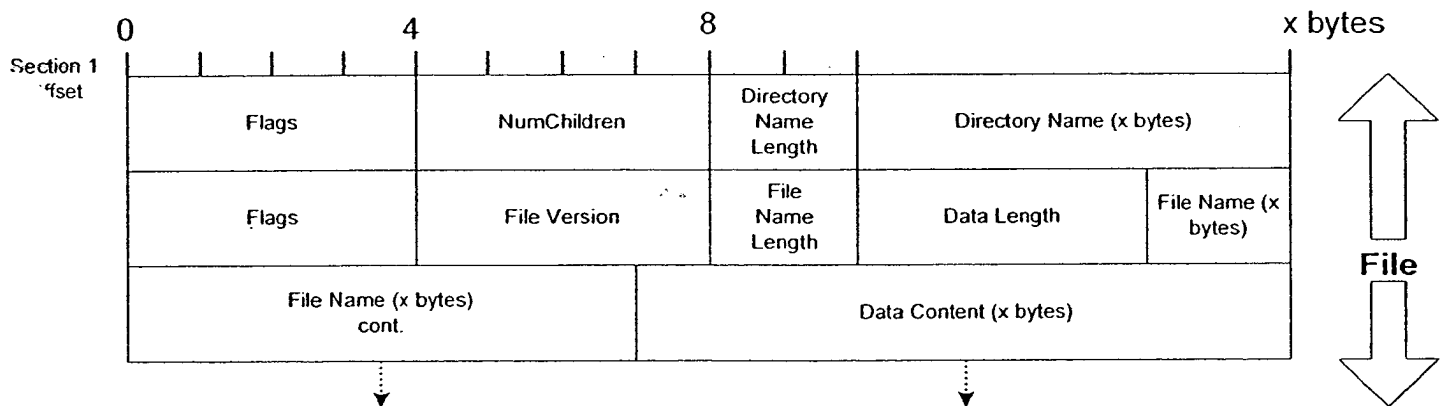 0 4 8 x bytes
Section 1
ffset
Flags
NumChildren
Directory
Name
Length
Directory Name (x bytes)
Flags
File Version
File
Name
Length
Data Length
File Name (x
bytes)
File Name (x bytes)
cont.
Data Content (x bytes)
File